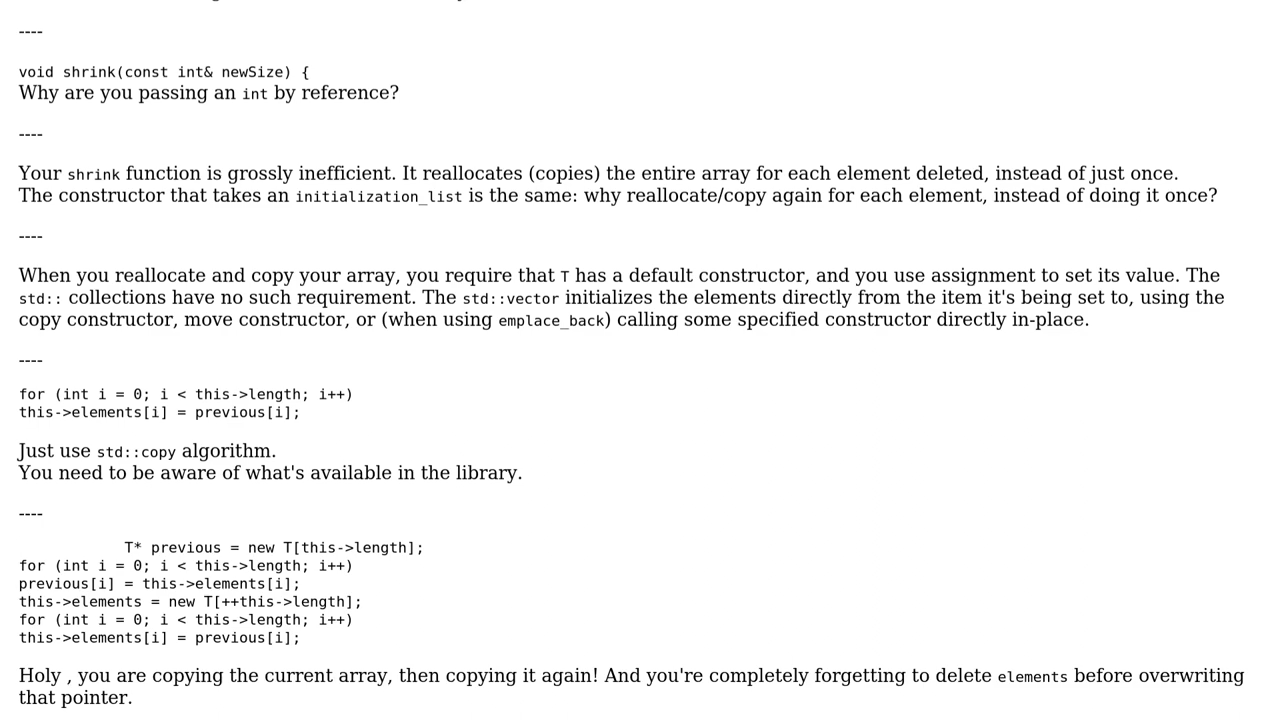 ----
void shrink(const int& newSize) {
Why are you passing an int by reference?
----
Your shrink function is grossly inefficient. It reallocates (copies) the entire array for each element deleted, instead of just once.
The constructor that takes an initialization_list is the same: why reallocate/copy again for each element, instead of doing it once?
----
When you reallocate and copy your array, you require that T has a default constructor, and you use assignment to set its value. The
std:: collections have no such requirement. The std::vector initializes the elements directly from the item it's being set to, using the
copy constructor, move constructor, or (when using emplace_back) calling some specified constructor directly in-place.
----
for (int i = 0; i < this->length; i++)
this->elements[i] = previous[i];
Just use std::copy algorithm.
You need to be aware of what's available in the library.
----
T* previous = new T[this->length];
for (int i = 0; i < this->length; i++)
previous[i] = this->elements[i];
this->elements = new T[++this->length];
for (int i = 0; i < this->length; i++)
this->elements[i] = previous[i];
Holy , you are copying the current array, then copying it again! And you're completely forgetting to delete elements before overwriting
that pointer.